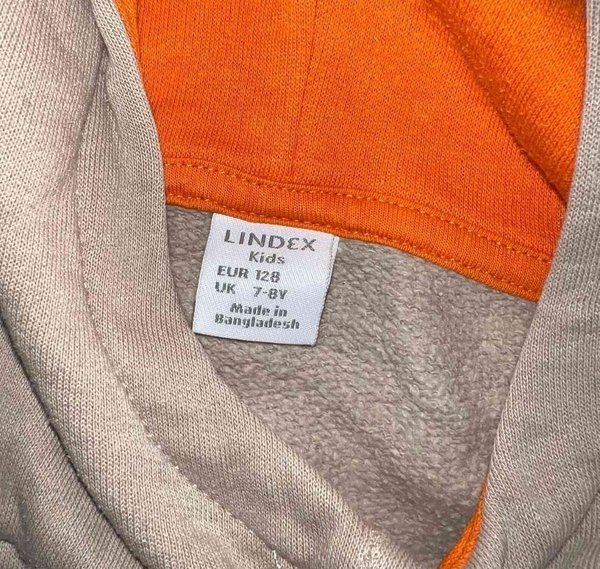 LINDEX
Kids
EUR 128
UK 7-8Y
Made in
Bangladesh